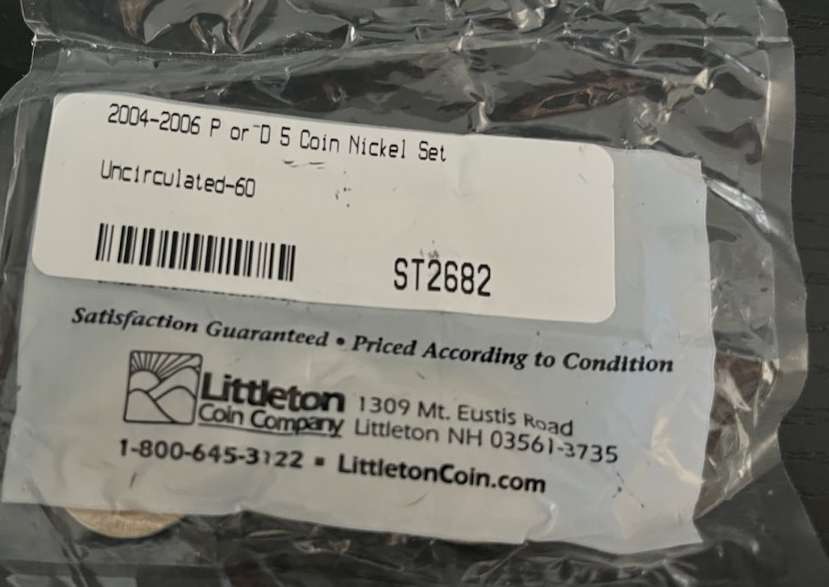 2004-2006 P or D 5 Coin Nickel Set
Uncirculated-60
ST2682
Satisfaction Guaranteed • Priced According to Condition
Littleton
Coin Company
1309 Mt. Eustis Road
Littleton NH 03561-3735
1-800-645-3122 ▪ LittletonCoin.com